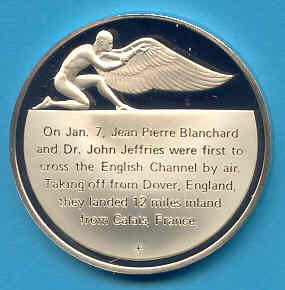 On Jan. 7, Jean Pierre Blanchard
and Dr. John Jeffries were first to
cross the English Channel by air.
Taking off from Dover, England,
they landed 12 miles inland
from Calais, France.